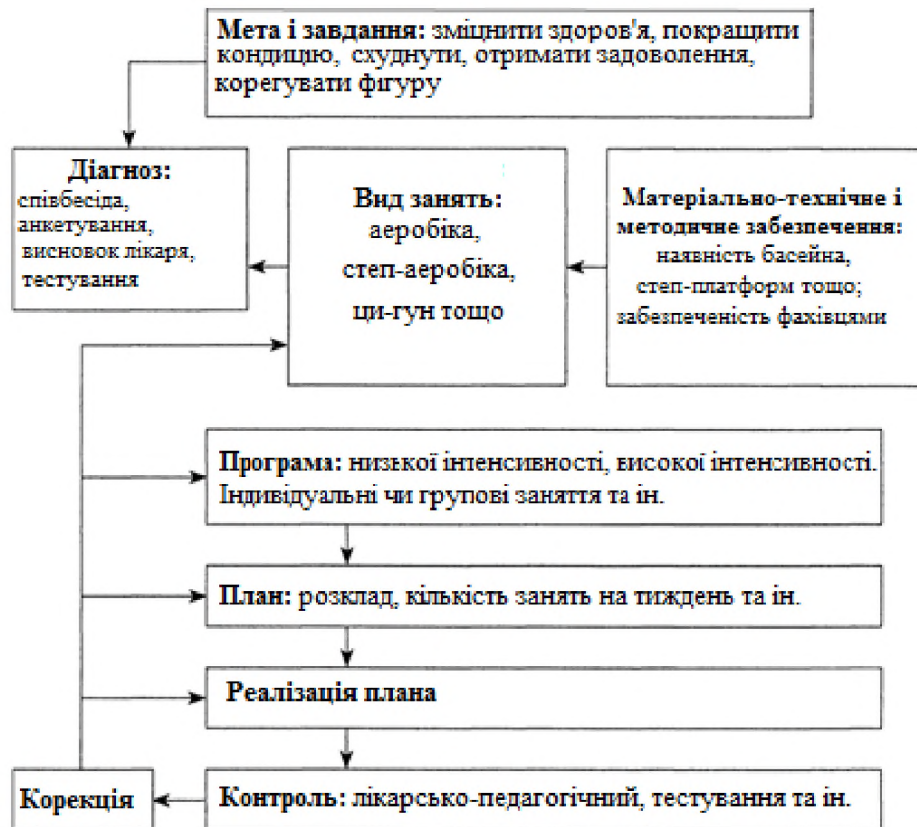 Мета і завдання: зміцнити здоров'я, покращити
кондицію, схуднути, отримати задоволення,
корегувати фігуру
Діагноз:
співбесіда,
анкетування,
висновок лікаря,
тестування
Вид занять:
аеробіка,
степ-аеробіка,
ци-гун тощо
Матеріально-технічне і
методичне забезпечення:
наявність басейна,
степ-платформ тощо;
забезпеченість фахівцями
Програма: низької інтенсивності, високої інтенсивності.
Індивідуальні чи групові заняття та ін.
План: розклад, кількість занять на тиждень та ін.
Реалізація плана
Корекція
Контроль: лікарсько-педагогічний, тестування та ін.